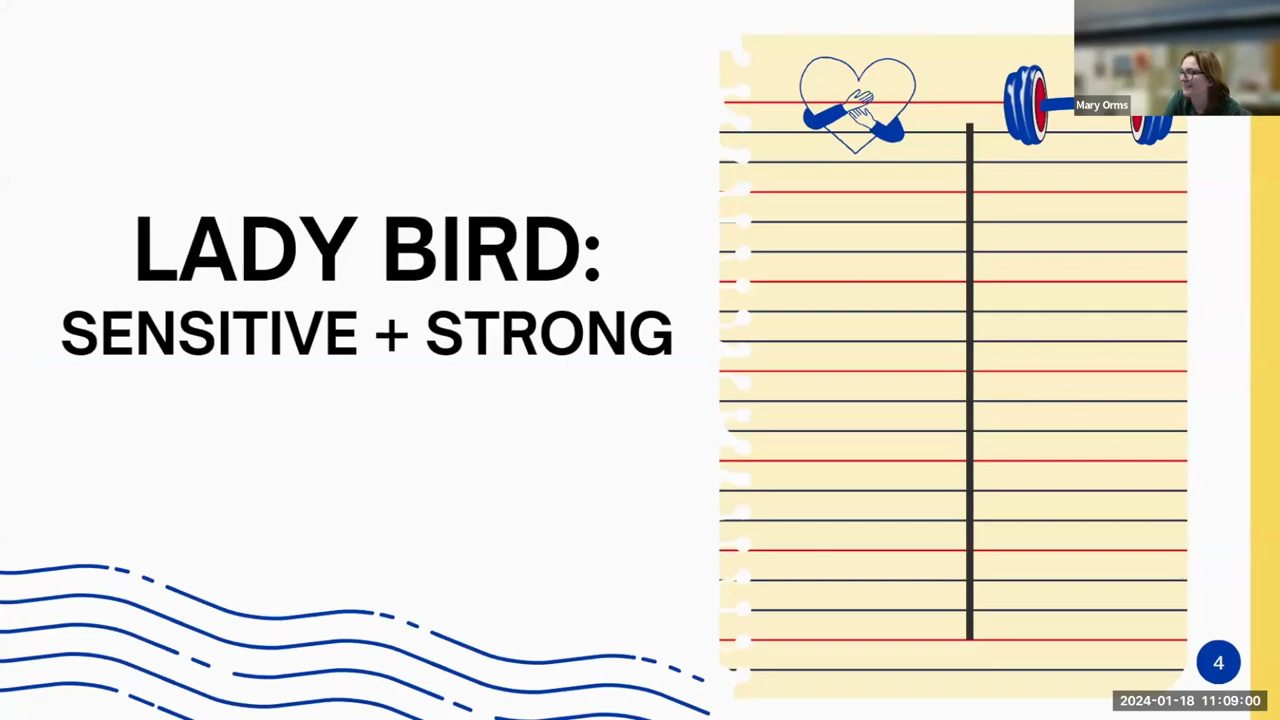 Mary Orms
LADY BIRD:
SENSITIVE + STRONG
4
2024-01-18 11:09:00